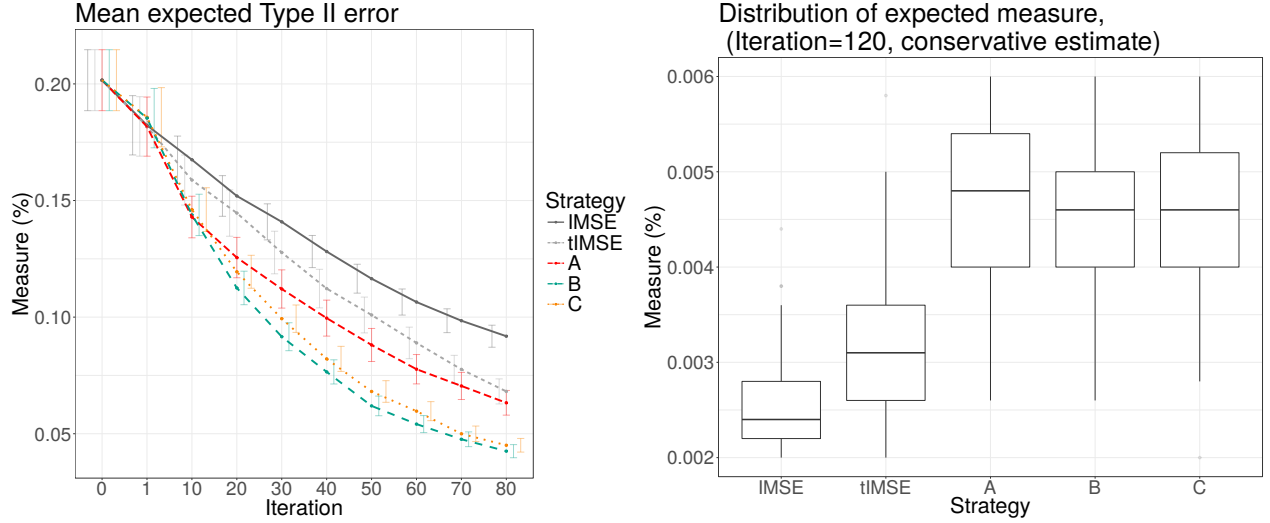 Mean expected Type II error
Measure (%)
0.20
0.15
0.10
0.05
0 1 10 20 30 40 50 60 70 80
Iteration
Strategy
IMSE
tIMSE
A
B
C
Distribution of expected measure,
(Iteration=120, conservative estimate)
Measure (%)
0.006
0.005
0.004
0.003
0.002
IMSE tIMSE A B C
Strategy